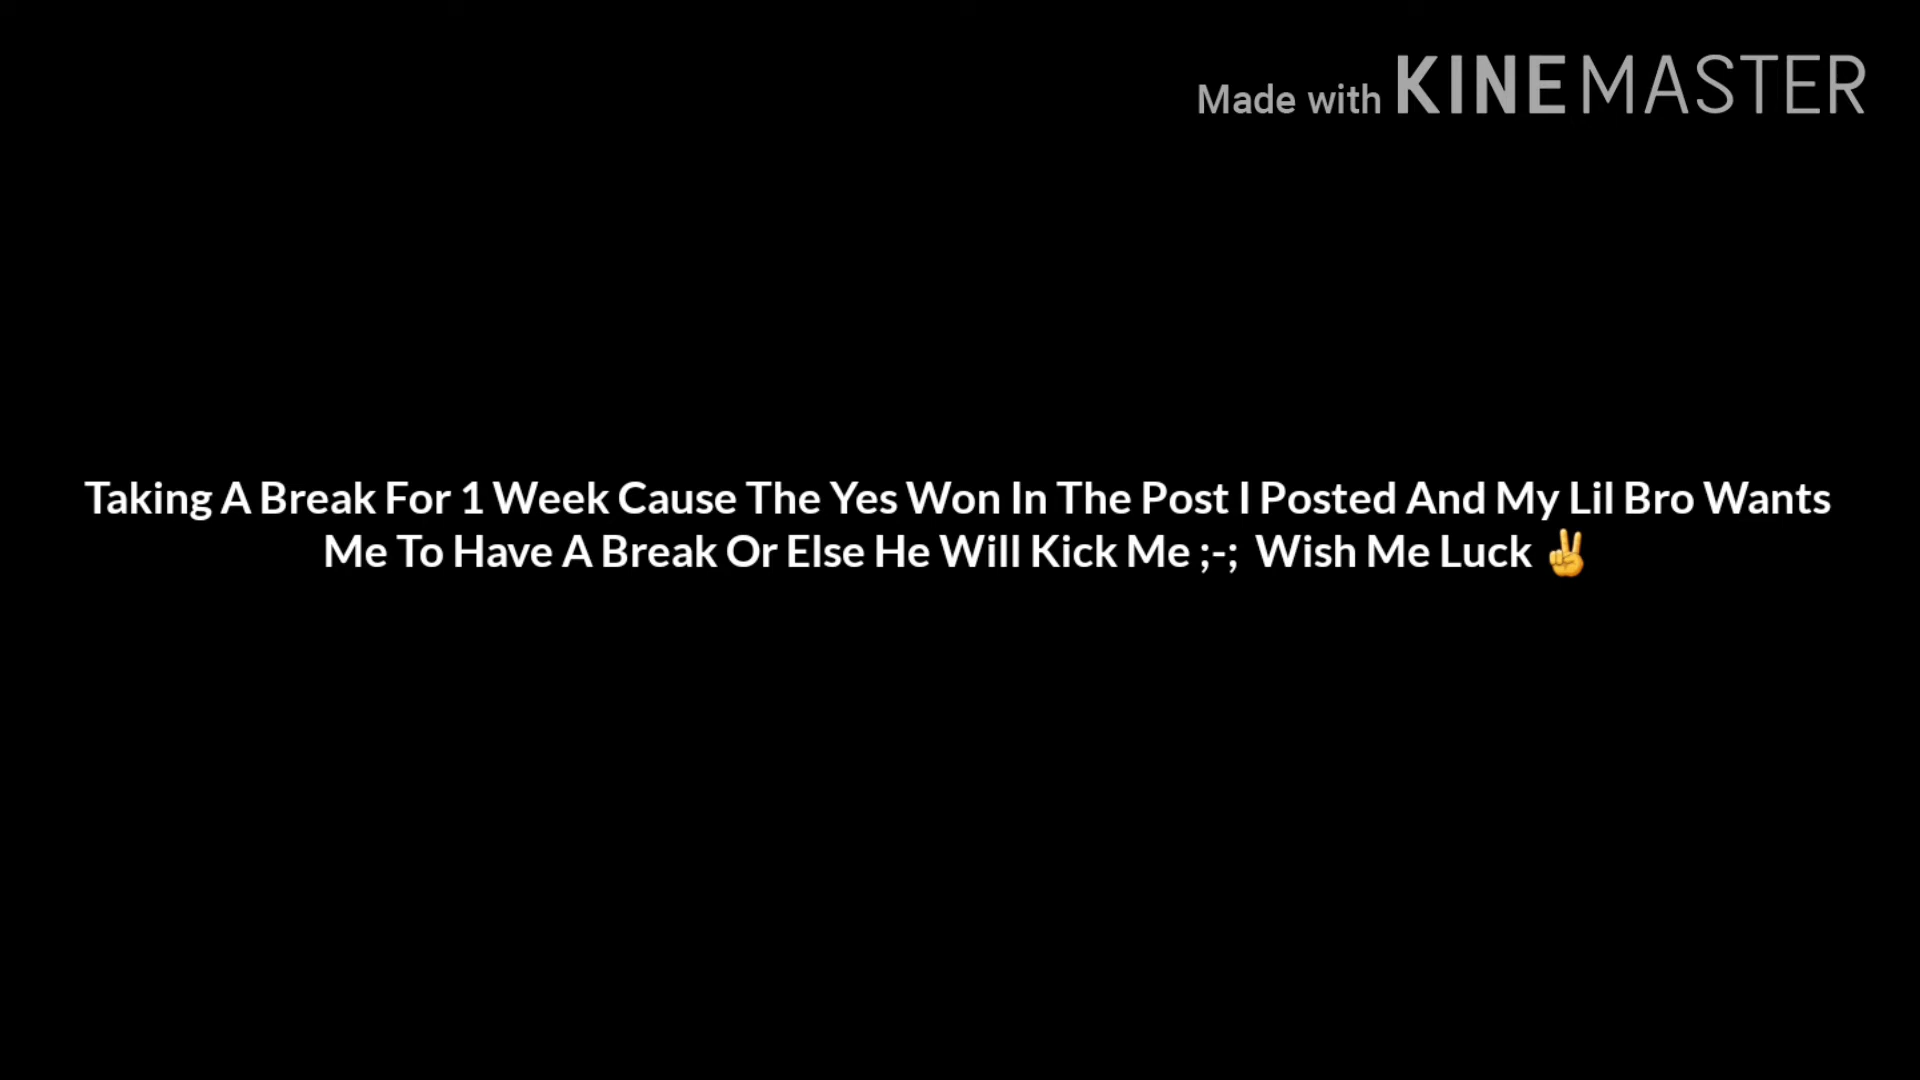 Made with KINEMASTER
Taking A Break For 1 Week Cause The Yes Won In The Post I Posted And My Lil Bro Wants
Me To Have A Break Or Else He Will Kick Me ;-; Wish Me Luck ✌